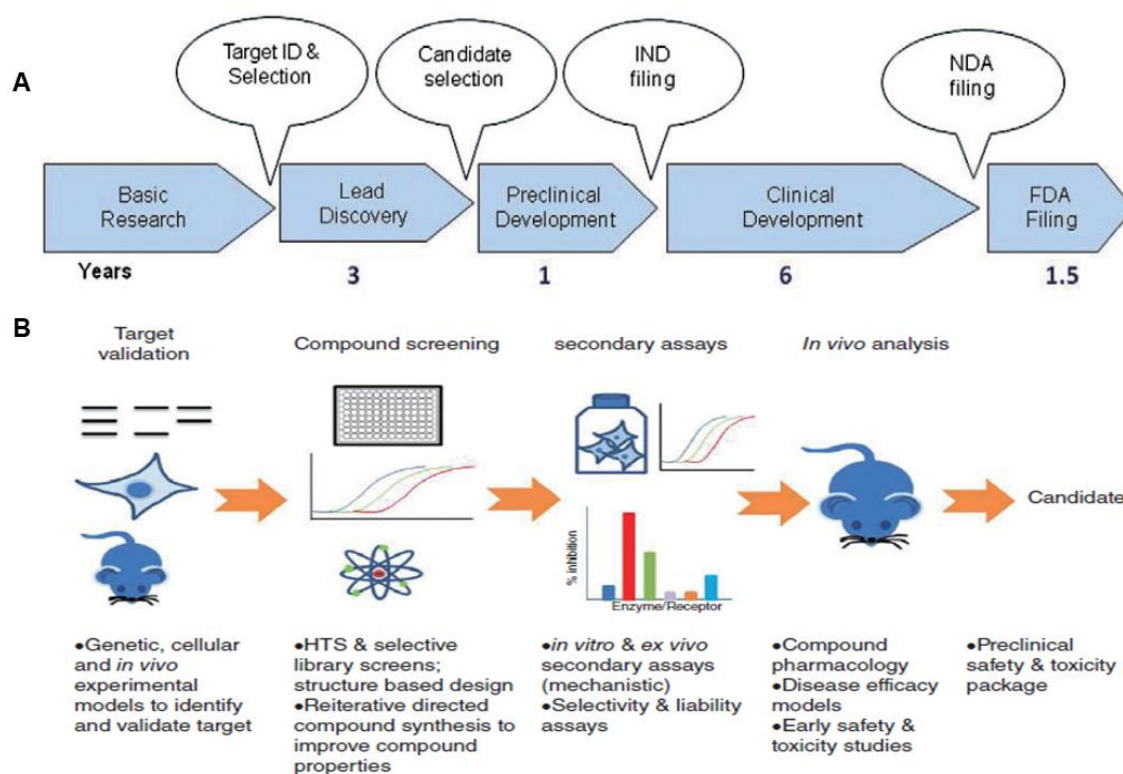 A
Target ID &
Selection
Candidate
selection
IND
filing
NDA
filing
Basic
Research
Lead
Discovery
Preclinical
Development
Clinical
Development
FDA
Filing
Years
3
1
6
1.5
B
Target
validation
Compound screening
secondary assays
In vivo analysis
% inhibition
Enzyme/Receptor
Candidate
•Genetic, cellular
and in vivo
experimental
models to identify
and validate target
•HTS & selective
library screens;
structure based design
•Reiterative directed
compound synthesis to
improve compound
properties
•in vitro & ex vivo
secondary assays
(mechanistic)
•Selectivity & liability
assays
•Compound
pharmacology
•Disease efficacy
models
•Early safety &
toxicity studies
•Preclinical
safety & toxicity
package